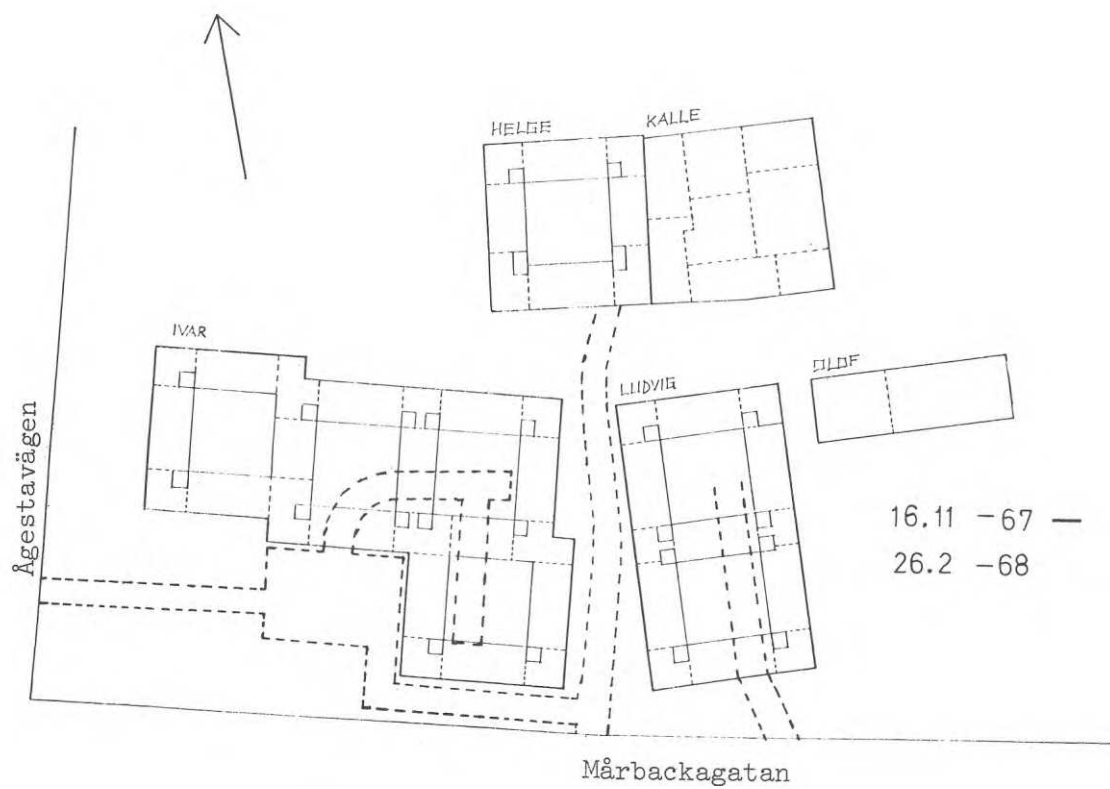 HELGE
KALLE
IVAR
LUDVIG
OLOF
Ågestavägen
16.11 -67 —
26.2 -68
Mårbackagatan